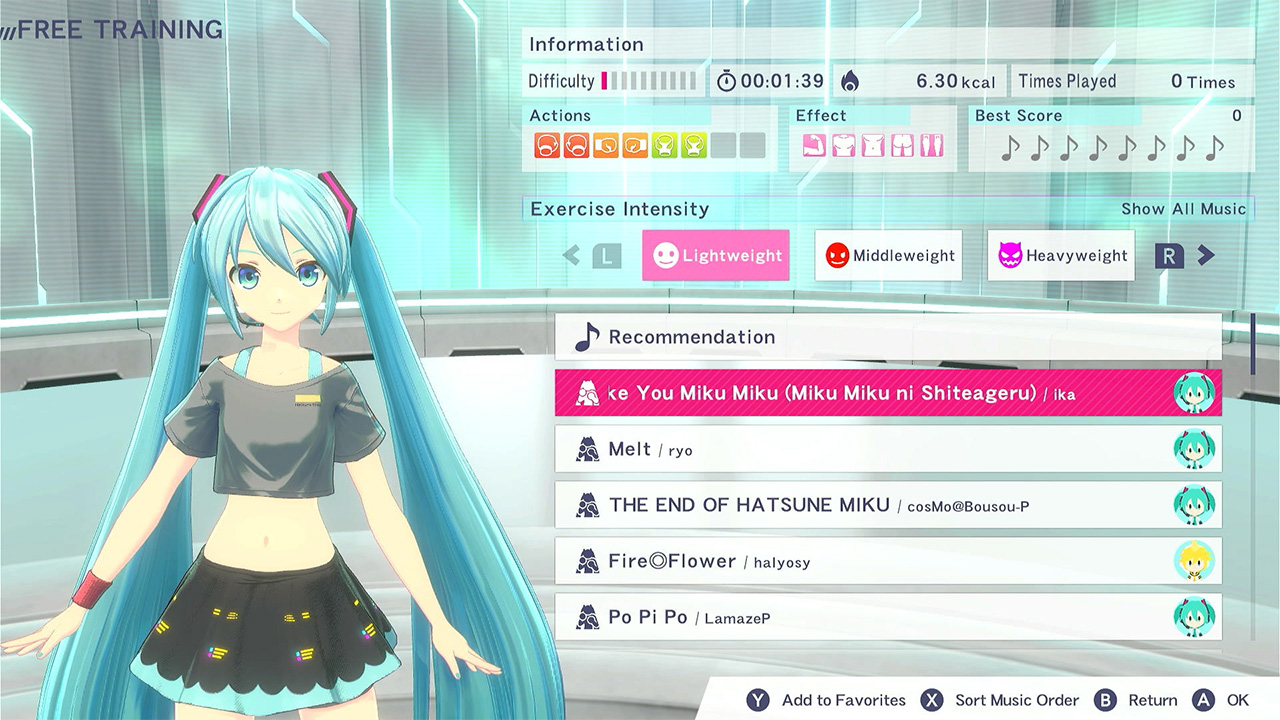 FREE TRAINING
Information
Difficulty 00:01:39 6.30 kcal Times Played 0 Times
Actions Effect Best Score 0
Exercise Intensity Show All Music
L Lightweight Middleweight Heavyweight R
Recommendation
ke You Miku Miku (Miku Miku ni Shiteageru) / ika
Melt / ryo
THE END OF HATSUNE MIKU / cosMo@Bousou-P
Fire◎Flower / halyosy
Po Pi Po / LamazeP
Y Add to Favorites X Sort Music Order B Return A OK